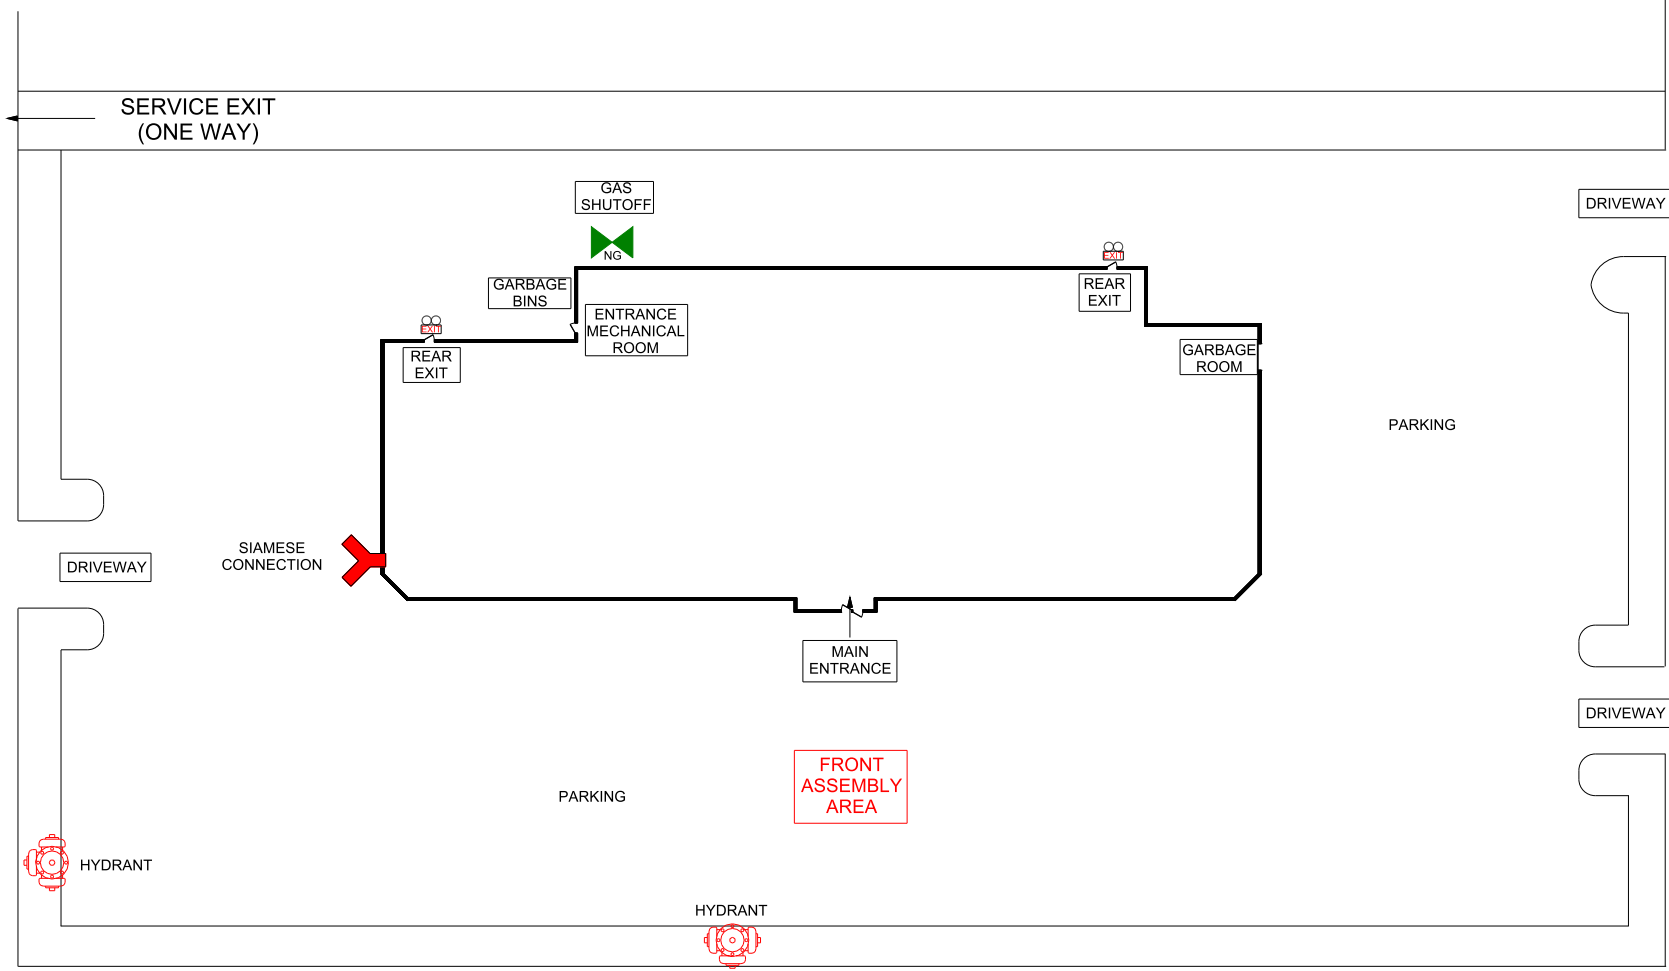 SERVICE EXIT
(ONE WAY)
GAS
SHUTOFF
DRIVEWAY
NG
EXIT
GARBAGE
BINS
REAR
EXIT
ENTRANCE
MECHANICAL
ROOM
EXIT
REAR
EXIT
GARBAGE
ROOM
PARKING
SIAMESE
CONNECTION
DRIVEWAY
MAIN
ENTRANCE
DRIVEWAY
FRONT
ASSEMBLY
AREA
PARKING
HYDRANT
HYDRANT